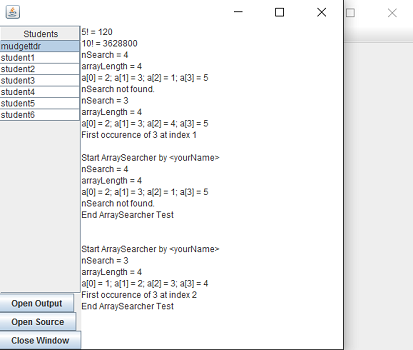 Students
mudgettdr
student1
student2
student3
student4
student5
student6
5! = 120
10! = 3628800
nSearch = 4
arrayLength = 4
a[0] = 2; a[1] = 3; a[2] = 1; a[3] = 5
nSearch not found.
nSearch = 3
arrayLength = 4
a[0] = 2; a[1] = 3; a[2] = 4; a[3] = 5
First occurence of 3 at index 1
Start ArraySearcher by <yourName>
nSearch = 4
arrayLength = 4
a[0] = 2; a[1] = 3; a[2] = 1; a[3] = 5
nSearch not found.
End ArraySearcher Test
Start ArraySearcher by <yourName>
nSearch = 3
arrayLength = 4
a[0] = 1; a[1] = 2; a[2] = 3; a[3] = 4
First occurence of 3 at index 2
End ArraySearcher Test
Open Output
Open Source
Close Window